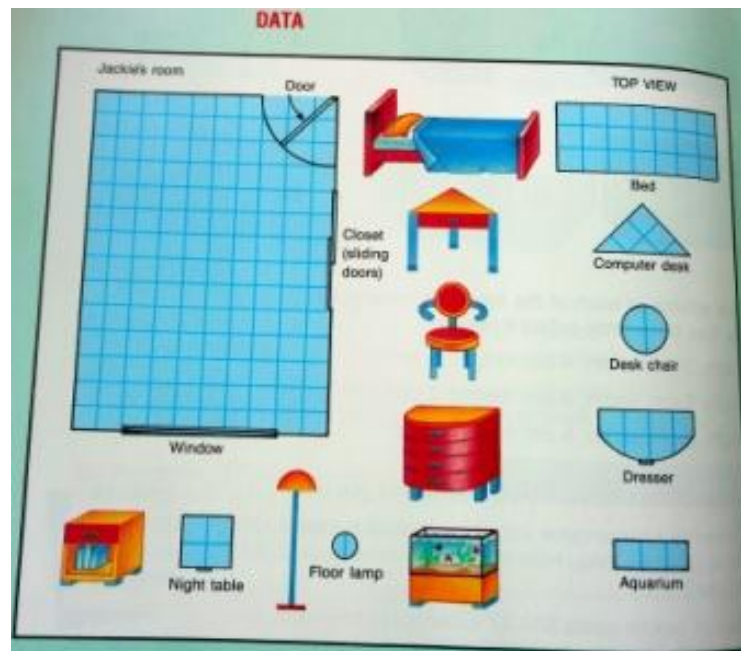 DATA
Jackie's room
Door
TOP VIEW
Bed
Closet
(sliding
doors)
Computer desk
Desk chair
Window
Dresser
Night table
Floor lamp
Aquarium